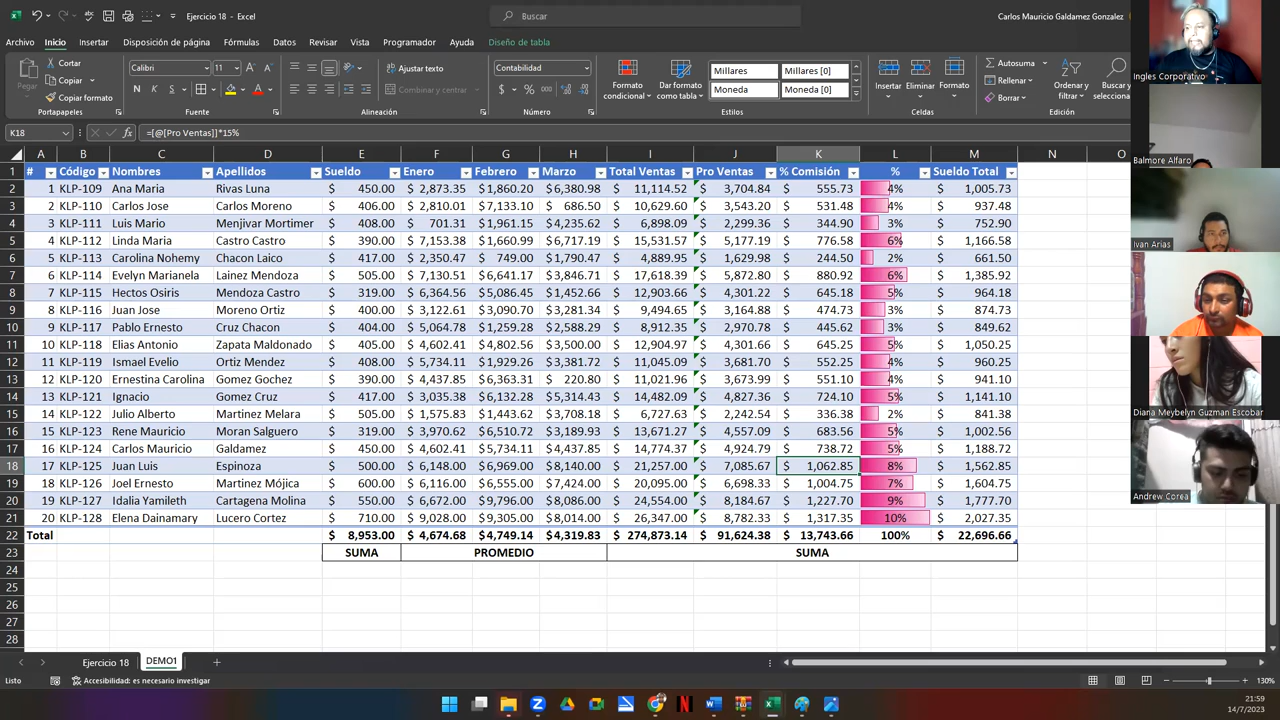 Ejercicio 18 - Excel
Buscar
Carlos Mauricio Galdamez Gonzalez
Archivo Inicio Insertar Disposición de página Fórmulas Datos Revisar Vista Programador Ayuda Diseño de tabla
Pegar
Cortar
Copiar
Copiar formato
Portapapeles
Calibri 11
N K S
Fuente
Ajustar texto
Combinar y centrar
Alineación
Contabilidad
Número
Formato condicional
Dar formato como tabla
Millares Millares [0]
Moneda Moneda [0]
Estilos
Insertar Eliminar Formato
Celdas
Autosuma
Rellenar
Borrar
Ordenar y filtrar
Buscar y seleccionar
Edición
K18 fx =[@[Pro Ventas]]*15%
A B C D E F G H I J K L M N O
1 # Código Nombres Apellidos Sueldo Enero Febrero Marzo Total Ventas Pro Ventas % Comisión % Sueldo Total
2 1 KLP-109 Ana Maria Rivas Luna $ 450.00 $ 2,873.35 $1,860.20 $6,380.98 $ 11,114.52 $ 3,704.84 $ 555.73 4% $ 1,005.73
3 2 KLP-110 Carlos Jose Carlos Moreno $ 406.00 $ 2,810.01 $7,133.10 $ 686.50 $ 10,629.60 $ 3,543.20 $ 531.48 4% $ 937.48
4 3 KLP-111 Luis Mario Menjivar Mortimer $ 408.00 $ 701.31 $1,961.15 $4,235.62 $ 6,898.09 $ 2,299.36 $ 344.90 3% $ 752.90
5 4 KLP-112 Linda Maria Castro Castro $ 390.00 $ 7,153.38 $1,660.99 $6,717.19 $ 15,531.57 $ 5,177.19 $ 776.58 6% $ 1,166.58
6 5 KLP-113 Carolina Nohemy Chacon Laico $ 417.00 $ 2,350.47 $ 749.00 $1,790.47 $ 4,889.95 $ 1,629.98 $ 244.50 2% $ 661.50
7 6 KLP-114 Evelyn Marianela Lainez Mendoza $ 505.00 $ 7,130.51 $6,641.17 $3,846.71 $ 17,618.39 $ 5,872.80 $ 880.92 6% $ 1,385.92
8 7 KLP-115 Hectos Osiris Mendoza Castro $ 319.00 $ 6,364.56 $5,086.45 $1,452.66 $ 12,903.66 $ 4,301.22 $ 645.18 5% $ 964.18
9 8 KLP-116 Juan Jose Moreno Ortiz $ 400.00 $ 3,122.61 $3,090.70 $3,281.34 $ 9,494.65 $ 3,164.88 $ 474.73 3% $ 874.73
10 9 KLP-117 Pablo Ernesto Cruz Chacon $ 404.00 $ 5,064.78 $1,259.28 $2,588.29 $ 8,912.35 $ 2,970.78 $ 445.62 3% $ 849.62
11 10 KLP-118 Elias Antonio Zapata Maldonado $ 405.00 $ 4,602.41 $4,802.56 $3,500.00 $ 12,904.97 $ 4,301.66 $ 645.25 5% $ 1,050.25
12 11 KLP-119 Ismael Evelio Ortiz Mendez $ 408.00 $ 5,734.11 $1,929.26 $3,381.72 $ 11,045.09 $ 3,681.70 $ 552.25 4% $ 960.25
13 12 KLP-120 Ernestina Carolina Gomez Gochez $ 390.00 $ 4,437.85 $6,363.31 $ 220.80 $ 11,021.96 $ 3,673.99 $ 551.10 4% $ 941.10
14 13 KLP-121 Ignacio Gomez Cruz $ 417.00 $ 3,035.38 $6,132.28 $5,314.43 $ 14,482.09 $ 4,827.36 $ 724.10 5% $ 1,141.10
15 14 KLP-122 Julio Alberto Martinez Melara $ 505.00 $ 1,575.83 $1,443.62 $3,708.18 $ 6,727.63 $ 2,242.54 $ 336.38 2% $ 841.38
16 15 KLP-123 Rene Mauricio Moran Salguero $ 319.00 $ 3,970.62 $7,510.72 $2,189.93 $ 13,671.27 $ 4,557.09 $ 683.56 5% $ 1,002.56
17 16 KLP-124 Carlos Mauricio Galdamez $ 450.00 $ 4,602.41 $5,734.11 $4,437.85 $ 14,774.37 $ 4,924.79 $ 738.72 5% $ 1,188.72
18 17 KLP-125 Juan Luis Espinoza $ 500.00 $ 6,148.00 $6,969.00 $8,140.00 $ 21,257.00 $ 7,085.67 $ 1,062.85 8% $ 1,562.85
19 18 KLP-126 Joel Ernesto Martinez Mójica $ 600.00 $ 6,116.00 $5,955.00 $8,024.00 $ 20,095.00 $ 6,698.33 $ 1,004.75 7% $ 1,604.75
20 19 KLP-127 Idalia Yamileth Cartagena Molina $ 550.00 $ 6,672.00 $9,796.00 $8,086.00 $ 24,554.00 $ 8,184.67 $ 1,227.70 9% $ 1,777.70
21 20 KLP-128 Elena Dainamary Lucero Cortez $ 710.00 $ 9,028.00 $9,305.00 $8,014.00 $ 26,347.00 $ 8,782.33 $ 1,317.35 10% $ 2,027.35
22 Total $ 8,953.00 $ 4,674.68 $4,749.14 $4,319.83 $ 274,873.14 $ 91,624.38 $ 13,743.66 100% $ 22,696.66
23 SUMA PROMEDIO SUMA
24
25
26
27
28
Ingles Corporativo
Balmore Alfaro
Ivan Arias
Diana Meybelyn Guzman Escobar
Andrew Corea
Ejercicio 18 DEMO1
Listo Accesibilidad: es necesario investigar 130%
21:59
14/7/2023